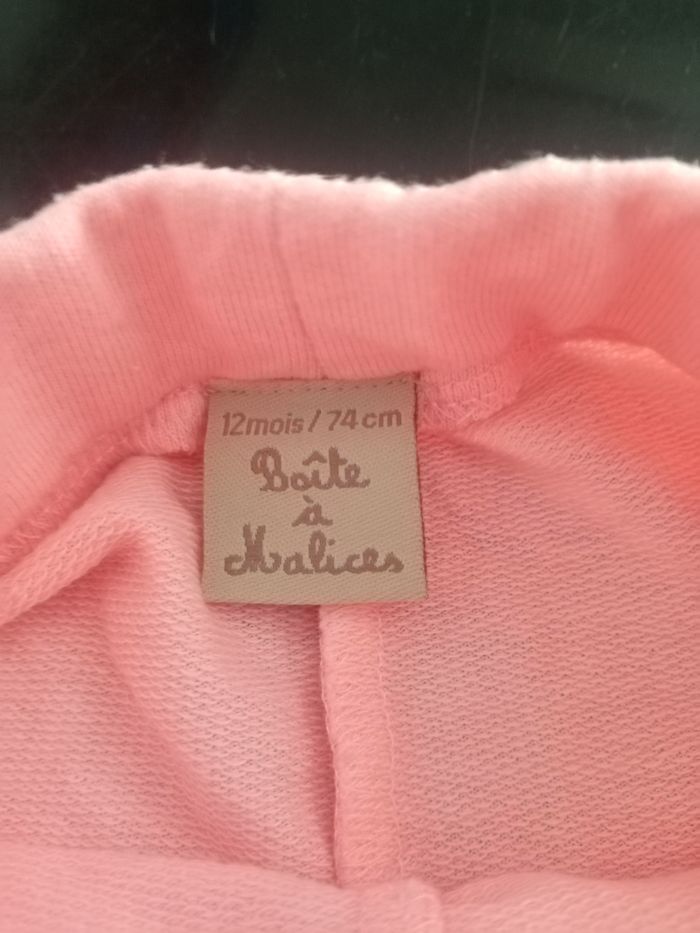 12mois / 74cm
Boîte
à
Malices